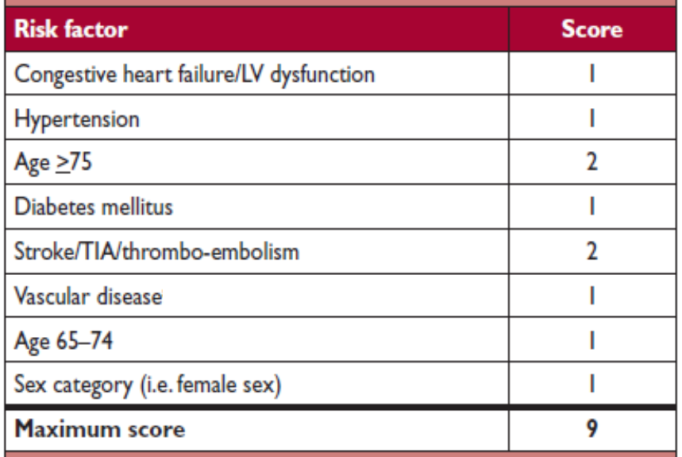 Risk factor Score
Congestive heart failure/LV dysfunction 1
Hypertension 1
Age ≥75 2
Diabetes mellitus 1
Stroke/TIA/thrombo-embolism 2
Vascular disease 1
Age 65–74 1
Sex category (i.e. female sex) 1
Maximum score 9